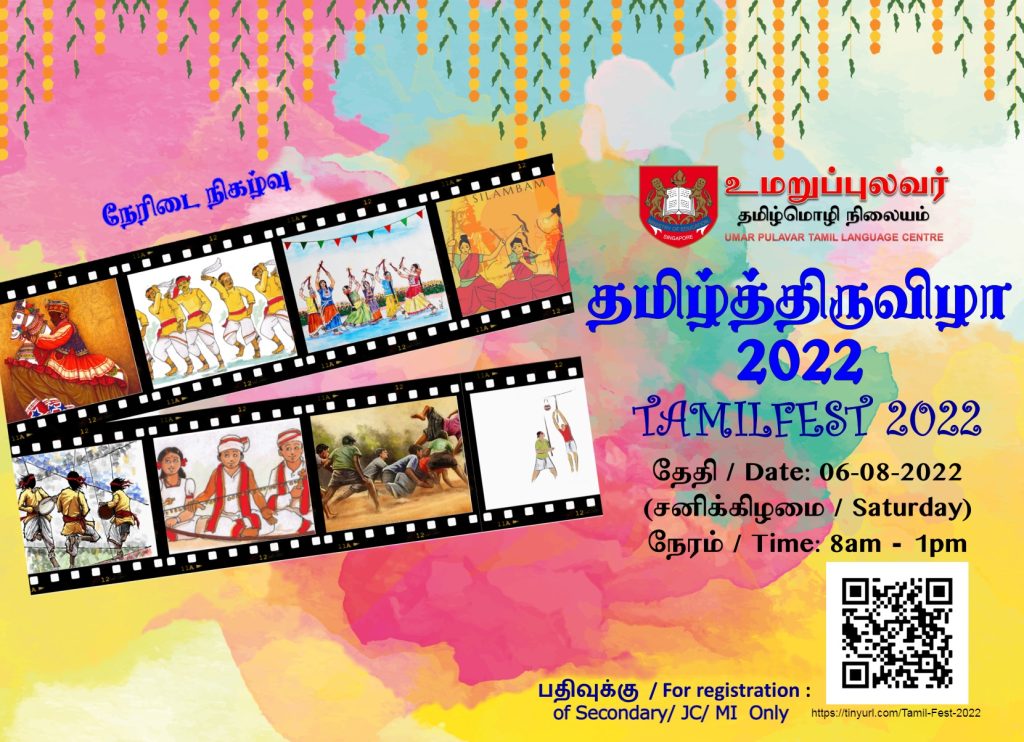 நேரிடை நிகழ்வு
SILAMBAM
உமறுப்புலவர்
தமிழ்மொழி நிலையம்
UMAR PULAVAR TAMIL LANGUAGE CENTRE
SINGAPORE
தமிழ்த்திருவிழா
2022
TAMILFEST 2022
தேதி / Date: 06-08-2022
(சனிக்கிழமை / Saturday)
நேரம் / Time: 8am - 1pm
பதிவுக்கு / For registration :
of Secondary/ JC/ MI Only
https://tinyurl.com/Tamil-Fest-2022